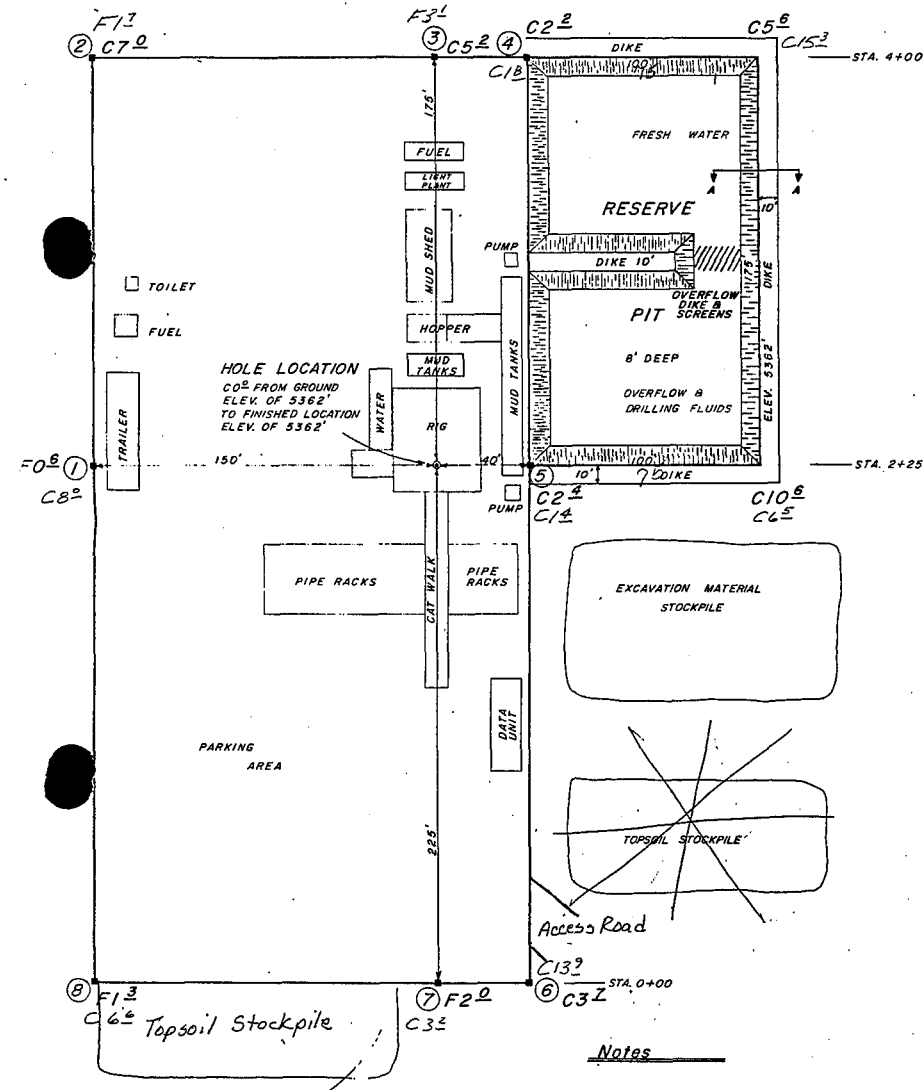 F1 7
F3 1
② C7 0
③ C5 2
④ C2 2
C5 6
C15 3
DIKE
C1 8
STA. 4+00
175'
FRESH WATER
FUEL
LIGHT PLANT
A A
10'
RESERVE
MUD SHED
PUMP
DIKE 10'
175'
DIKE
TOILET
OVERFLOW
DIKE &
SCREENS
PIT
FUEL
HOPPER
MUD TANKS
8' DEEP
ELEV. 5362'
MUD
TANKS
HOLE LOCATION
C0 0 FROM GROUND
ELEV. OF 5362'
TO FINISHED LOCATION
ELEV. OF 5362'
OVERFLOW &
DRILLING FLUIDS
TRAILER
WATER
RIG
F0 6 ①
150'
40'
100'
STA. 2+25
C8 0
⑤
10'
75
DIKE
C2 4
C10 6
PUMP
C1 4
C6 5
PIPE RACKS
CAT WALK
PIPE
RACKS
EXCAVATION MATERIAL
STOCKPILE
DATA
UNIT
PARKING
AREA
TOPSOIL STOCKPILE
225'
Access Road
C13 9
⑧ F1 3
⑦ F2 0
⑥ C3 7
STA. 0+00
C6 6
Topsoil Stockpile
C3 2
Notes